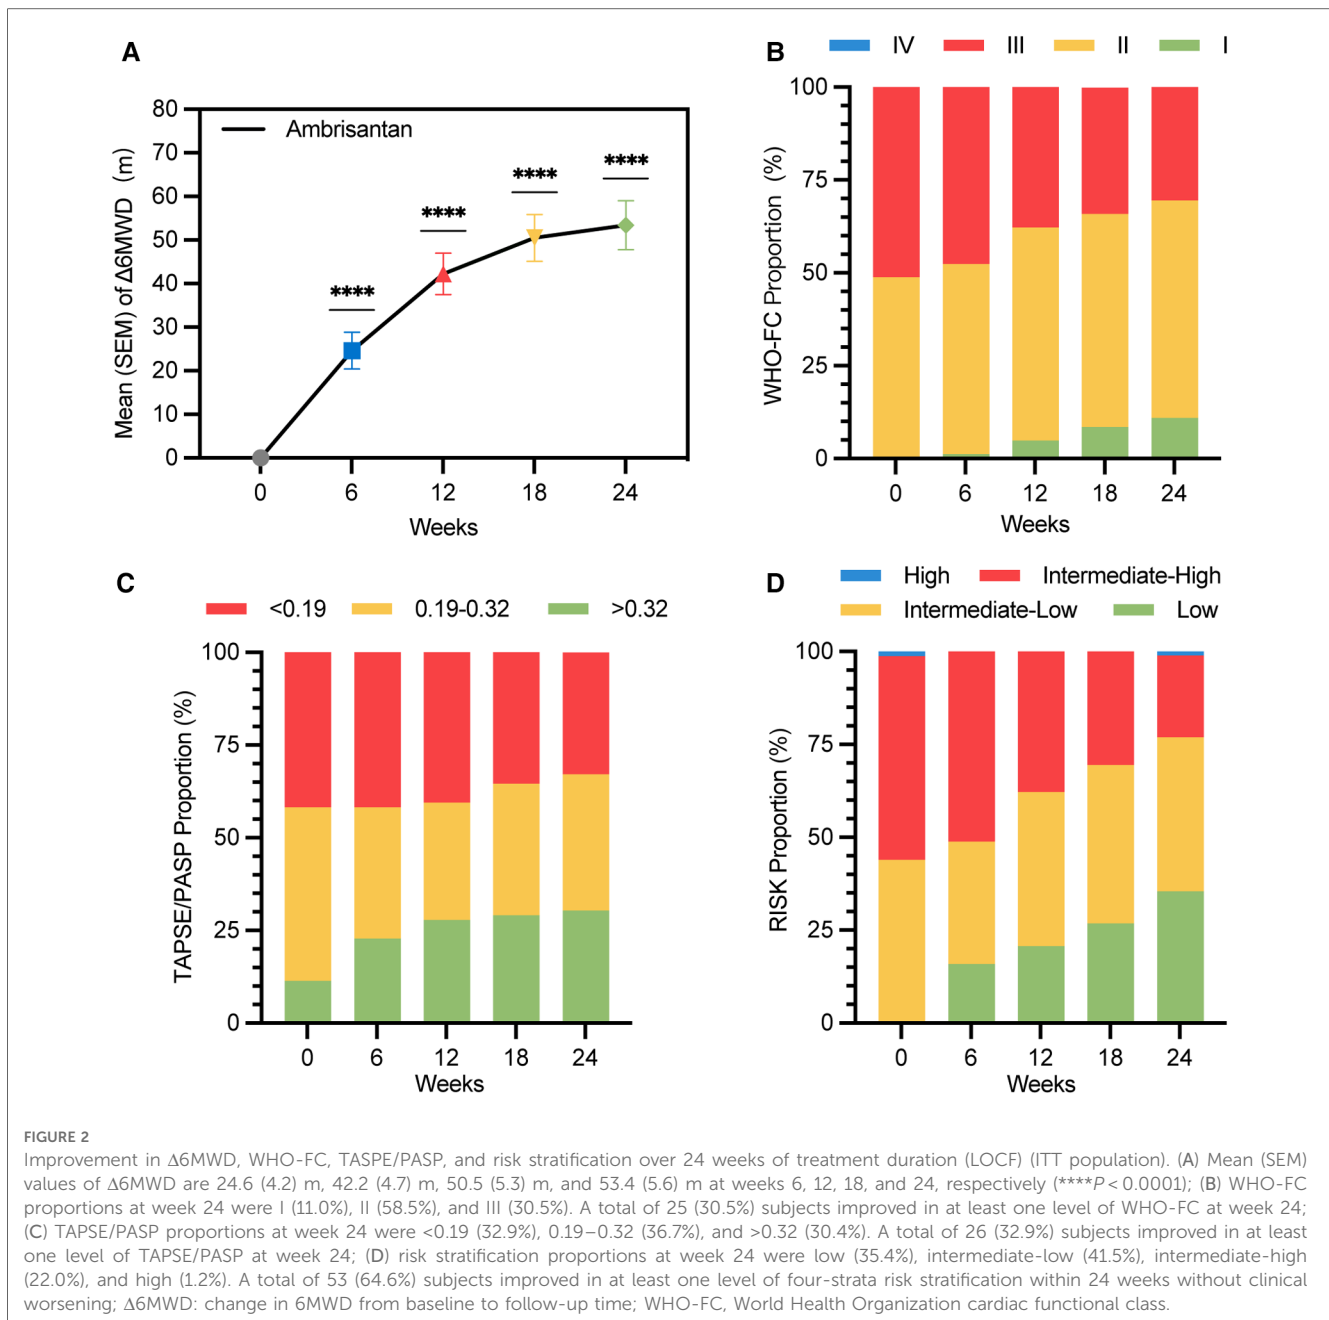 A
Mean (SEM) of Δ6MWD (m)
80
70
60
50
40
30
20
10
0
Ambrisantan
****
****
****
****
0 6 12 18 24
Weeks
B
IV III II I
WHO-FC Proportion (%)
100
75
50
25
0
0 6 12 18 24
Weeks
C
<0.19 0.19-0.32 >0.32
TAPSE/PASP Proportion (%)
100
75
50
25
0
0 6 12 18 24
Weeks
D
High Intermediate-High
Intermediate-Low Low
RISK Proportion (%)
100
75
50
25
0
0 6 12 18 24
Weeks
FIGURE 2
Improvement in Δ6MWD, WHO-FC, TASPE/PASP, and risk stratification over 24 weeks of treatment duration (LOCF) (ITT population). (A) Mean (SEM)
values of Δ6MWD are 24.6 (4.2) m, 42.2 (4.7) m, 50.5 (5.3) m, and 53.4 (5.6) m at weeks 6, 12, 18, and 24, respectively (****P < 0.0001); (B) WHO-FC
proportions at week 24 were I (11.0%), II (58.5%), and III (30.5%). A total of 25 (30.5%) subjects improved in at least one level of WHO-FC at week 24;
(C) TAPSE/PASP proportions at week 24 were <0.19 (32.9%), 0.19–0.32 (36.7%), and >0.32 (30.4%). A total of 26 (32.9%) subjects improved in at least
one level of TAPSE/PASP at week 24; (D) risk stratification proportions at week 24 were low (35.4%), intermediate-low (41.5%), intermediate-high
(22.0%), and high (1.2%). A total of 53 (64.6%) subjects improved in at least one level of four-strata risk stratification within 24 weeks without clinical
worsening; Δ6MWD: change in 6MWD from baseline to follow-up time; WHO-FC, World Health Organization cardiac functional class.